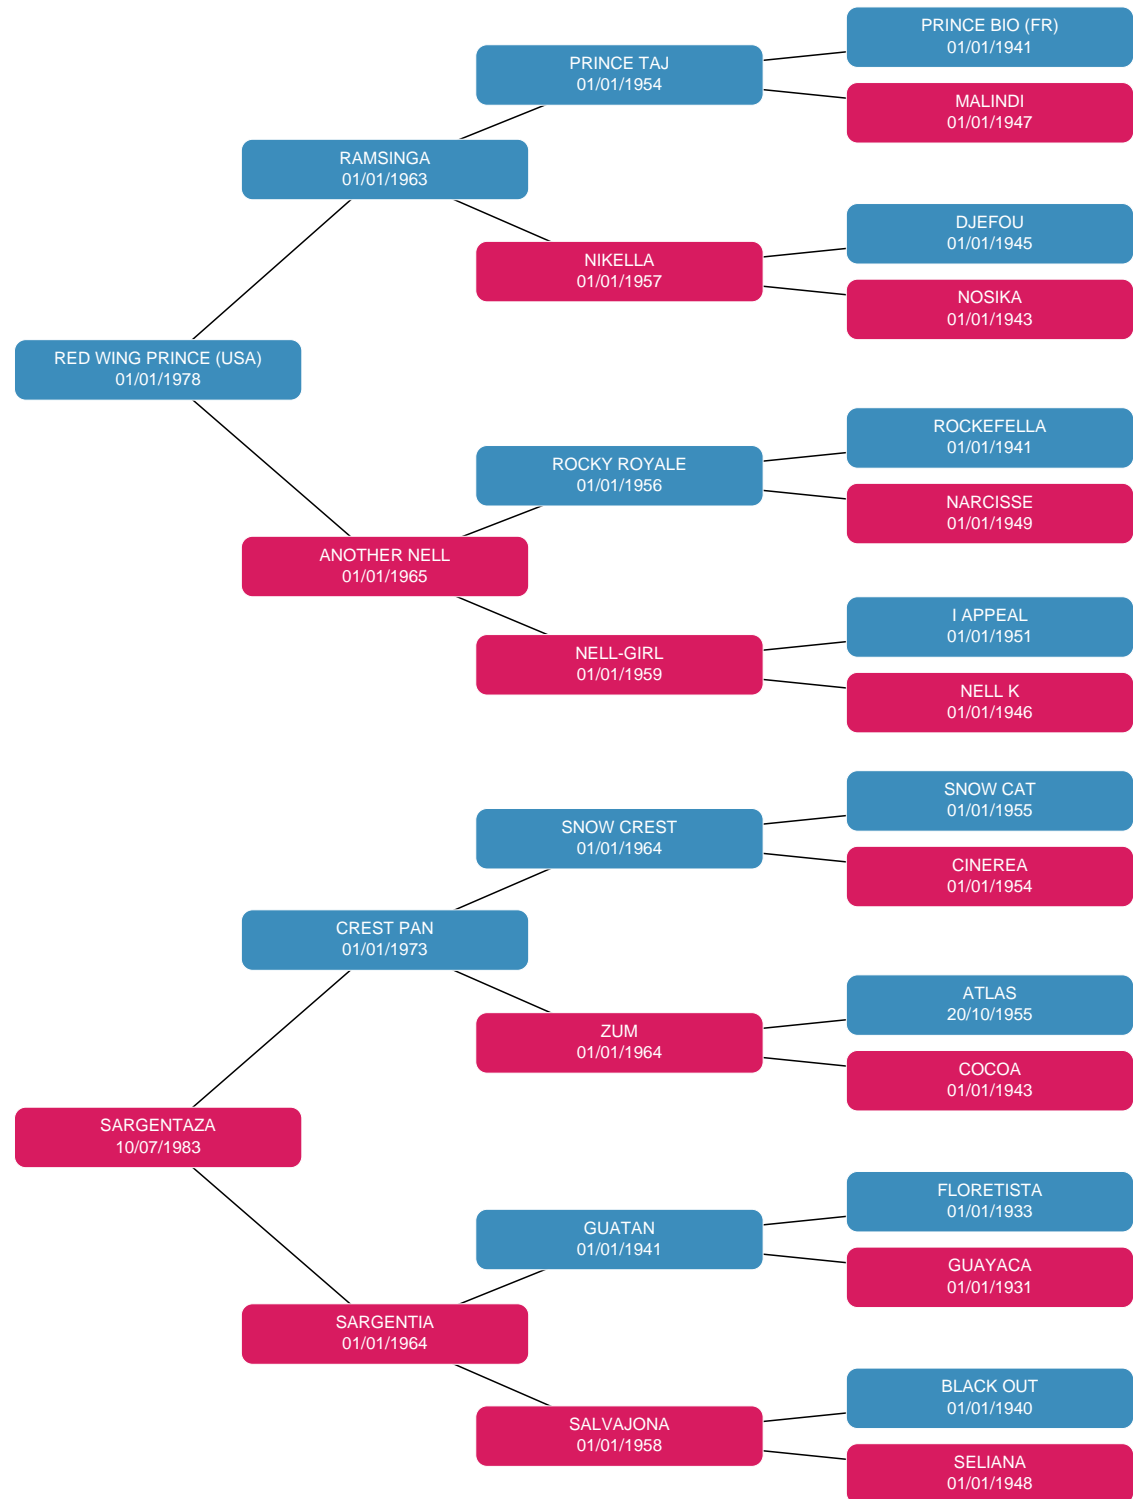 PRINCE BIO (FR)
01/01/1941
PRINCE TAJ
01/01/1954
MALINDI
01/01/1947
RAMSINGA
01/01/1963
DJEFOU
01/01/1945
NIKELLA
01/01/1957
NOSIKA
01/01/1943
RED WING PRINCE (USA)
01/01/1978
ROCKEFELLA
01/01/1941
ROCKY ROYALE
01/01/1956
NARCISSE
01/01/1949
ANOTHER NELL
01/01/1965
I APPEAL
01/01/1951
NELL-GIRL
01/01/1959
NELL K
01/01/1946
SNOW CAT
01/01/1955
SNOW CREST
01/01/1964
CINEREA
01/01/1954
CREST PAN
01/01/1973
ATLAS
20/10/1955
ZUM
01/01/1964
COCOA
01/01/1943
SARGENTAZA
10/07/1983
FLORETISTA
01/01/1933
GUATAN
01/01/1941
GUAYACA
01/01/1931
SARGENTIA
01/01/1964
BLACK OUT
01/01/1940
SALVAJONA
01/01/1958
SELIANA
01/01/1948